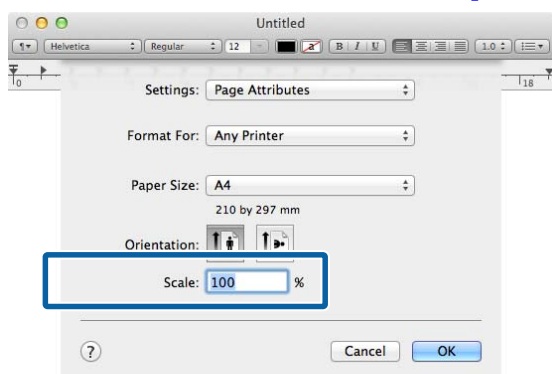 Untitled
¶ Helvetica Regular 12 a B I U 1.0
0 18
Settings: Page Attributes
Format For: Any Printer
Paper Size: A4
210 by 297 mm
Orientation:
Scale: 100 %
? Cancel OK